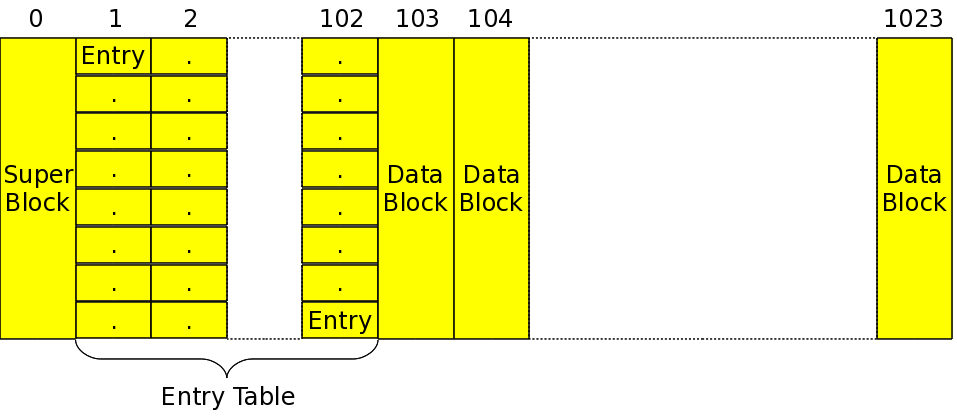 0 1 2 102 103 104 1023
Entry . . .
. . .
. . .
Super . . . Data Data Data
Block . . . Block Block Block
. . .
. . .
. . Entry
Entry Table